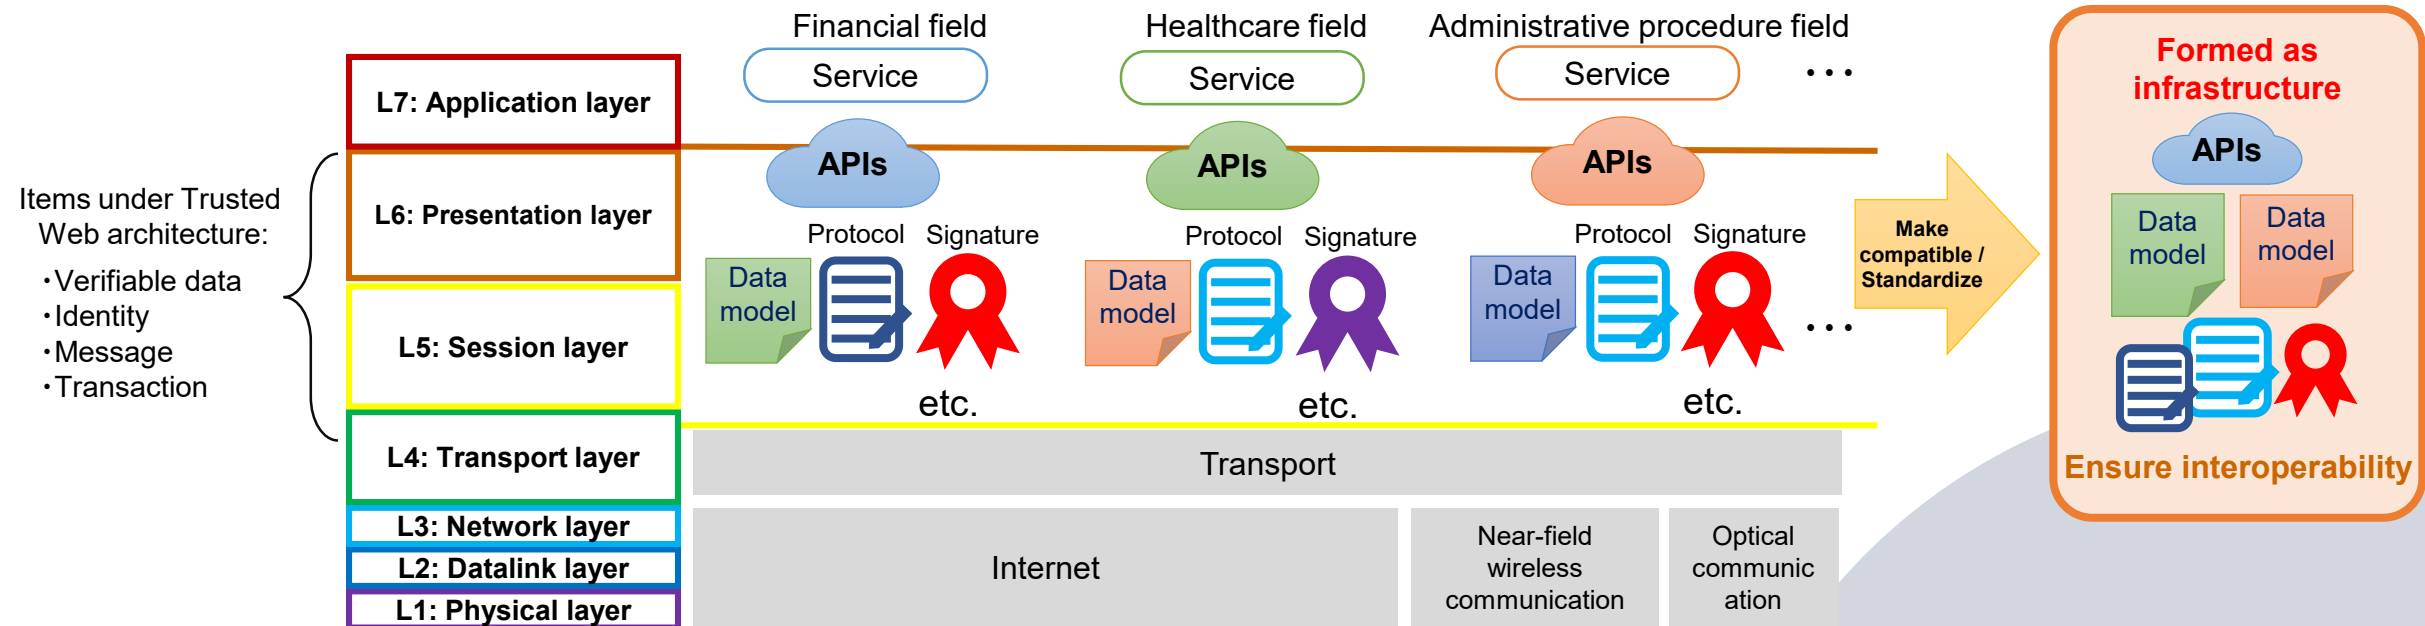 Items under Trusted
Web architecture:
・Verifiable data
・Identity
・Message
・Transaction
L7: Application layer
L6: Presentation layer
L5: Session layer
L4: Transport layer
L3: Network layer
L2: Datalink layer
L1: Physical layer
Financial field
Service
APIs
Protocol
Signature
Data
model
etc.
Healthcare field
Service
APIs
Protocol
Signature
Data
model
etc.
Administrative procedure field
Service
APIs
Protocol
Signature
Data
model
etc.
…
…
Transport
Internet
Near-field
wireless
communication
Optical
communic
ation
Make
compatible /
Standardize
Formed as
infrastructure
APIs
Data
model
Data
model
Ensure interoperability